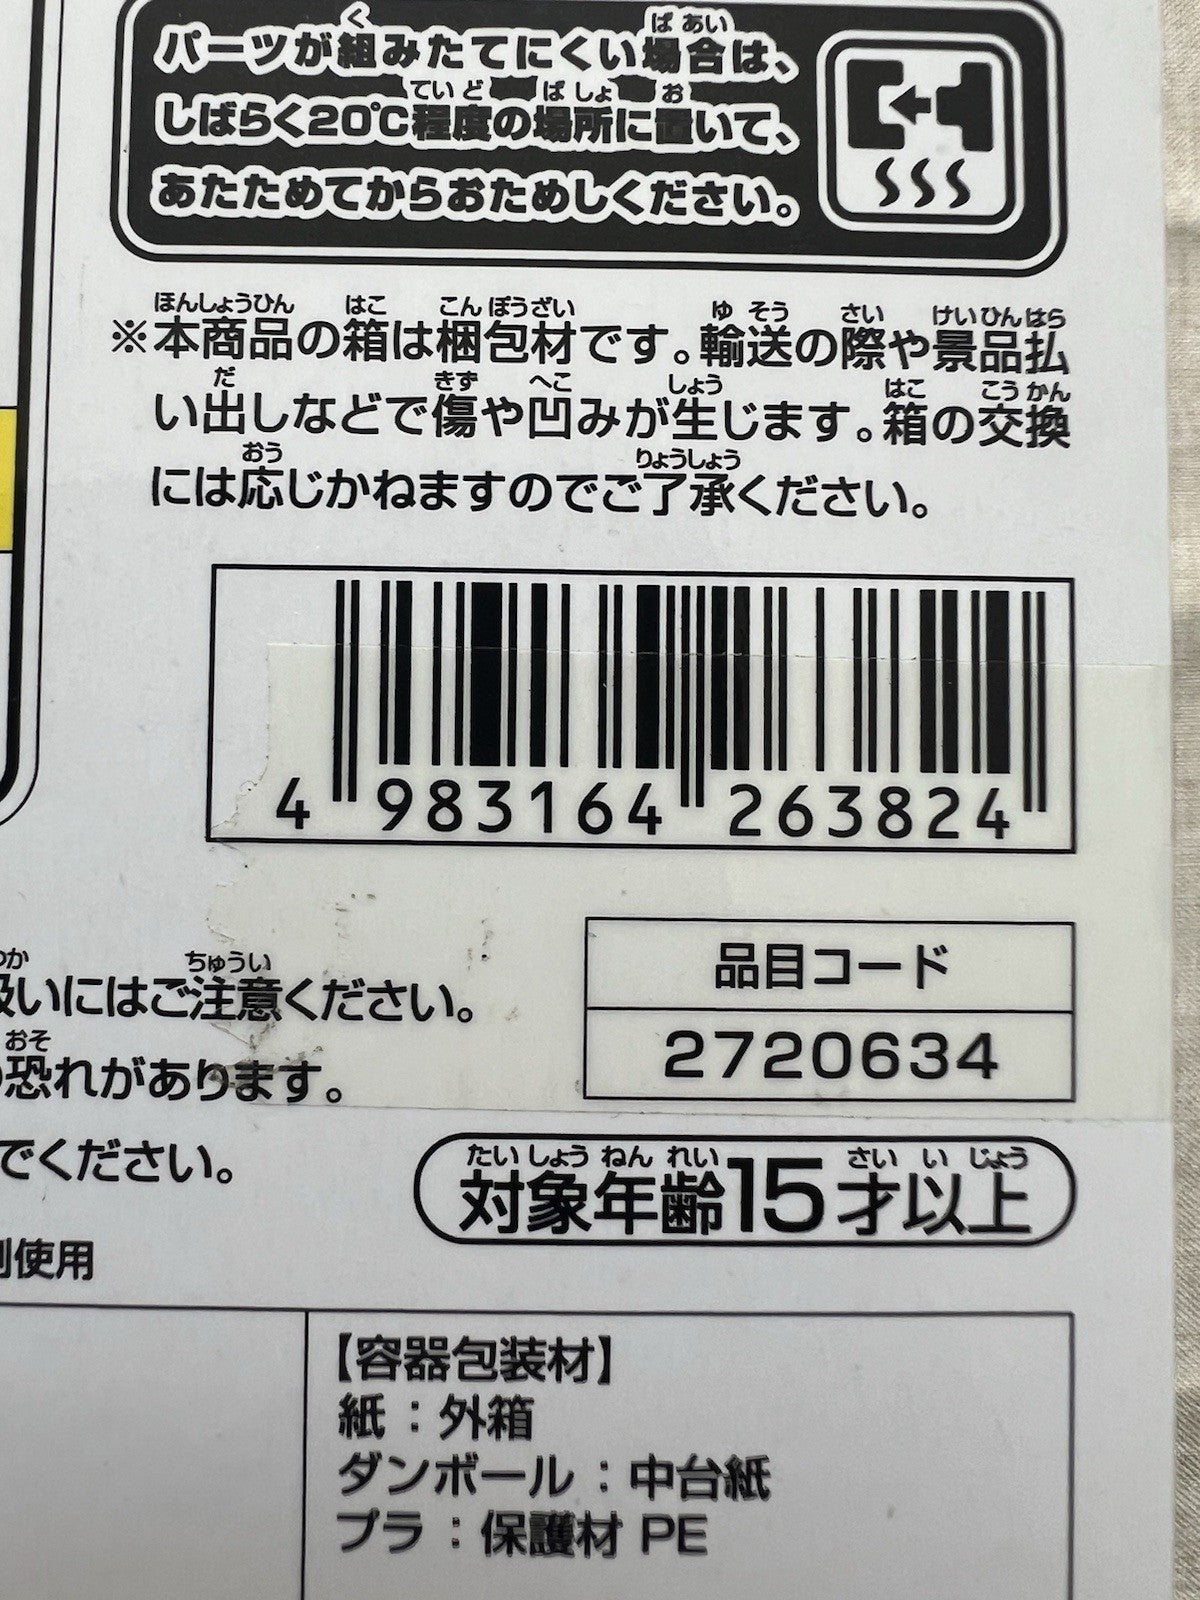 パーツが組みたてにくい場合は、
しばらく20℃程度の場所に置いて、
あたためてからおためしください。
※本商品の箱は梱包材です。輸送の際や景品払
い出しなどで傷や凹みが生じます。箱の交換
には応じかねますのでご了承ください。
4 983164 263824
品目コード
2720634
扱いにはご注意ください。
恐れがあります。
でください。
対象年齢15才以上
使用
【容器包装材】
紙：外箱
ダンボール：中台紙
プラ：保護材 PE